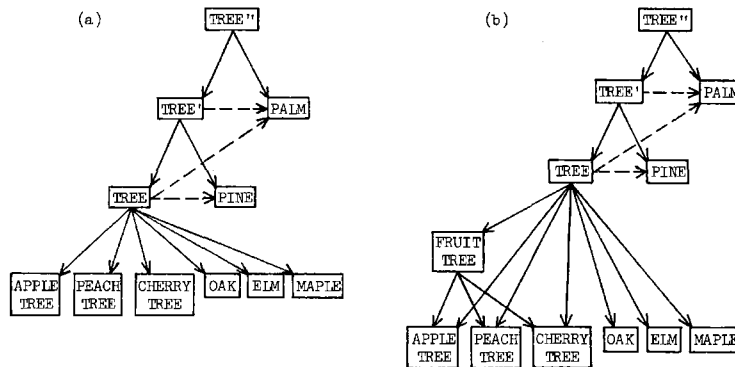 (a)
TREE"
TREE'
PALM
TREE
PINE
APPLE
TREE
PEACH
TREE
CHERRY
TREE
OAK
ELM
MAPLE
(b)
TREE"
TREE'
PALM
TREE
PINE
FRUIT
TREE
APPLE
TREE
PEACH
TREE
CHERRY
TREE
OAK
ELM
MAPLE